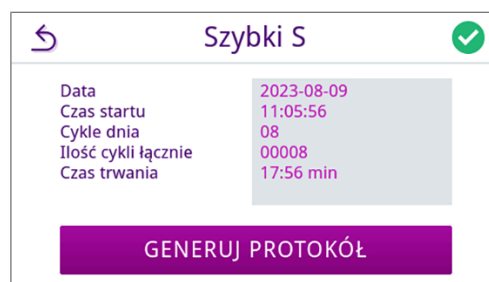 Szybki S
Data 2023-08-09
Czas startu 11:05:56
Cykle dnia 08
Ilość cykli łącznie 00008
Czas trwania 17:56 min
GENERUJ PROTOKÓŁ